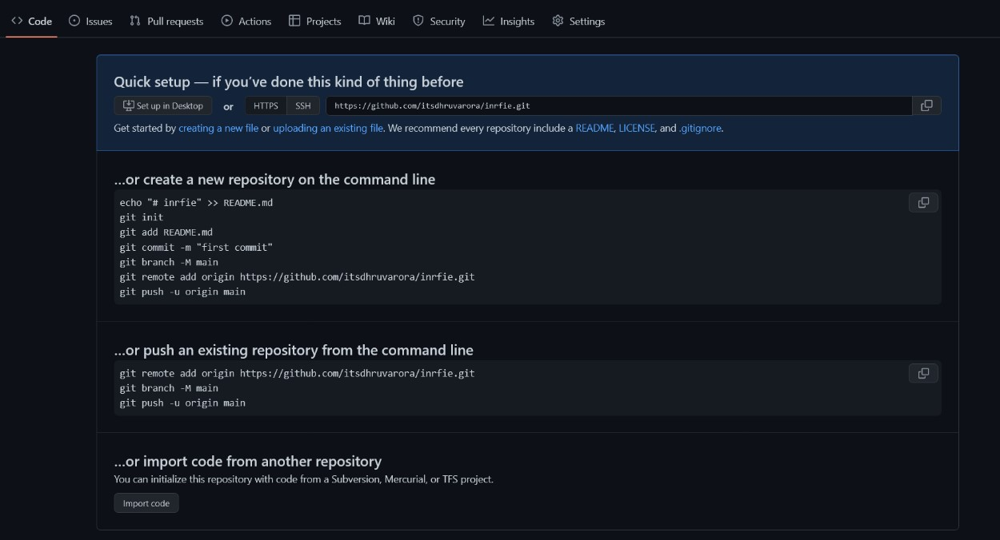 Code Issues Pull requests Actions Projects Wiki Security Insights Settings
Quick setup — if you’ve done this kind of thing before
Set up in Desktop or HTTPS SSH https://github.com/itsdhruvarora/inrfie.git
Get started by creating a new file or uploading an existing file. We recommend every repository include a README, LICENSE, and .gitignore.
…or create a new repository on the command line
echo "# inrfie" >> README.md
git init
git add README.md
git commit -m "first commit"
git branch -M main
git remote add origin https://github.com/itsdhruvarora/inrfie.git
git push -u origin main
…or push an existing repository from the command line
git remote add origin https://github.com/itsdhruvarora/inrfie.git
git branch -M main
git push -u origin main
…or import code from another repository
You can initialize this repository with code from a Subversion, Mercurial, or TFS project.
Import code